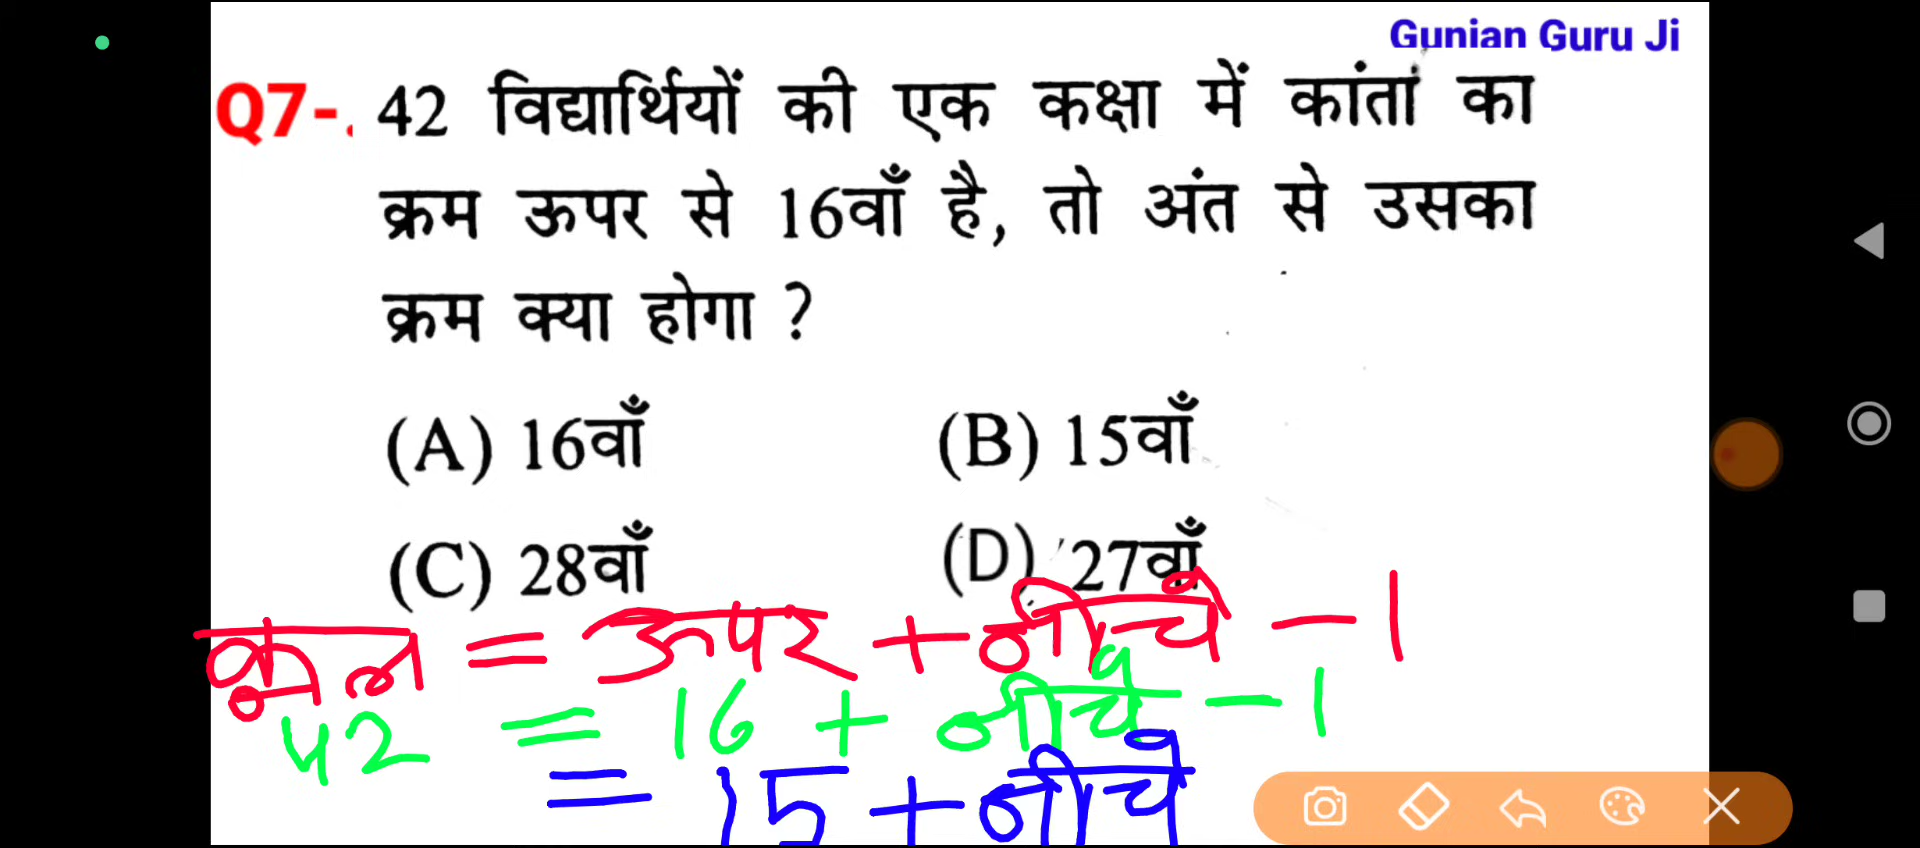 Gunian Guru Ji
Q7-. 42 विद्यार्थियों की एक कक्षा में कांता का
क्रम ऊपर से 16वाँ है, तो अंत से उसका
क्रम क्या होगा ?
(A) 16वाँ (B) 15वाँ
(C) 28वाँ (D) 27वाँ
कुल = ऊपर + नीचे - 1
42 = 16 + नीचे - 1
= 15 + नीचे